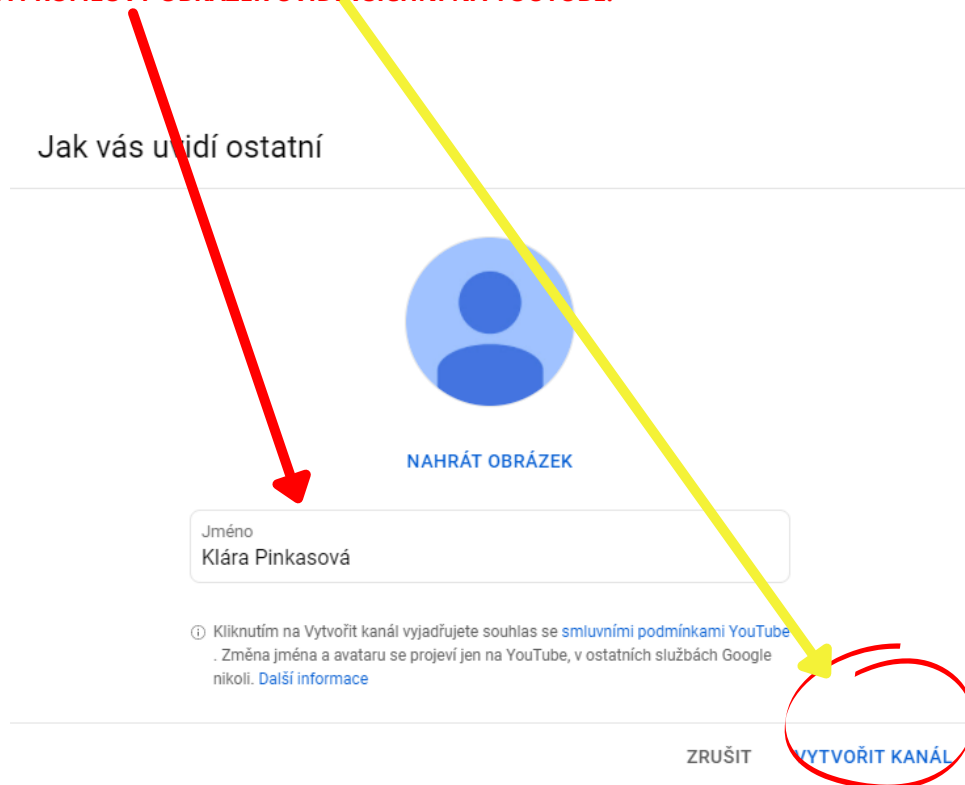 Jak vás uvidí ostatní
NAHRÁT OBRÁZEK
Jméno
Klára Pinkasová
Kliknutím na Vytvořit kanál vyjadřujete souhlas se smluvními podmínkami YouTube
. Změna jména a avataru se projeví jen na YouTube, v ostatních službách Google
nikoli. Další informace
ZRUŠIT VYTVOŘIT KANÁL